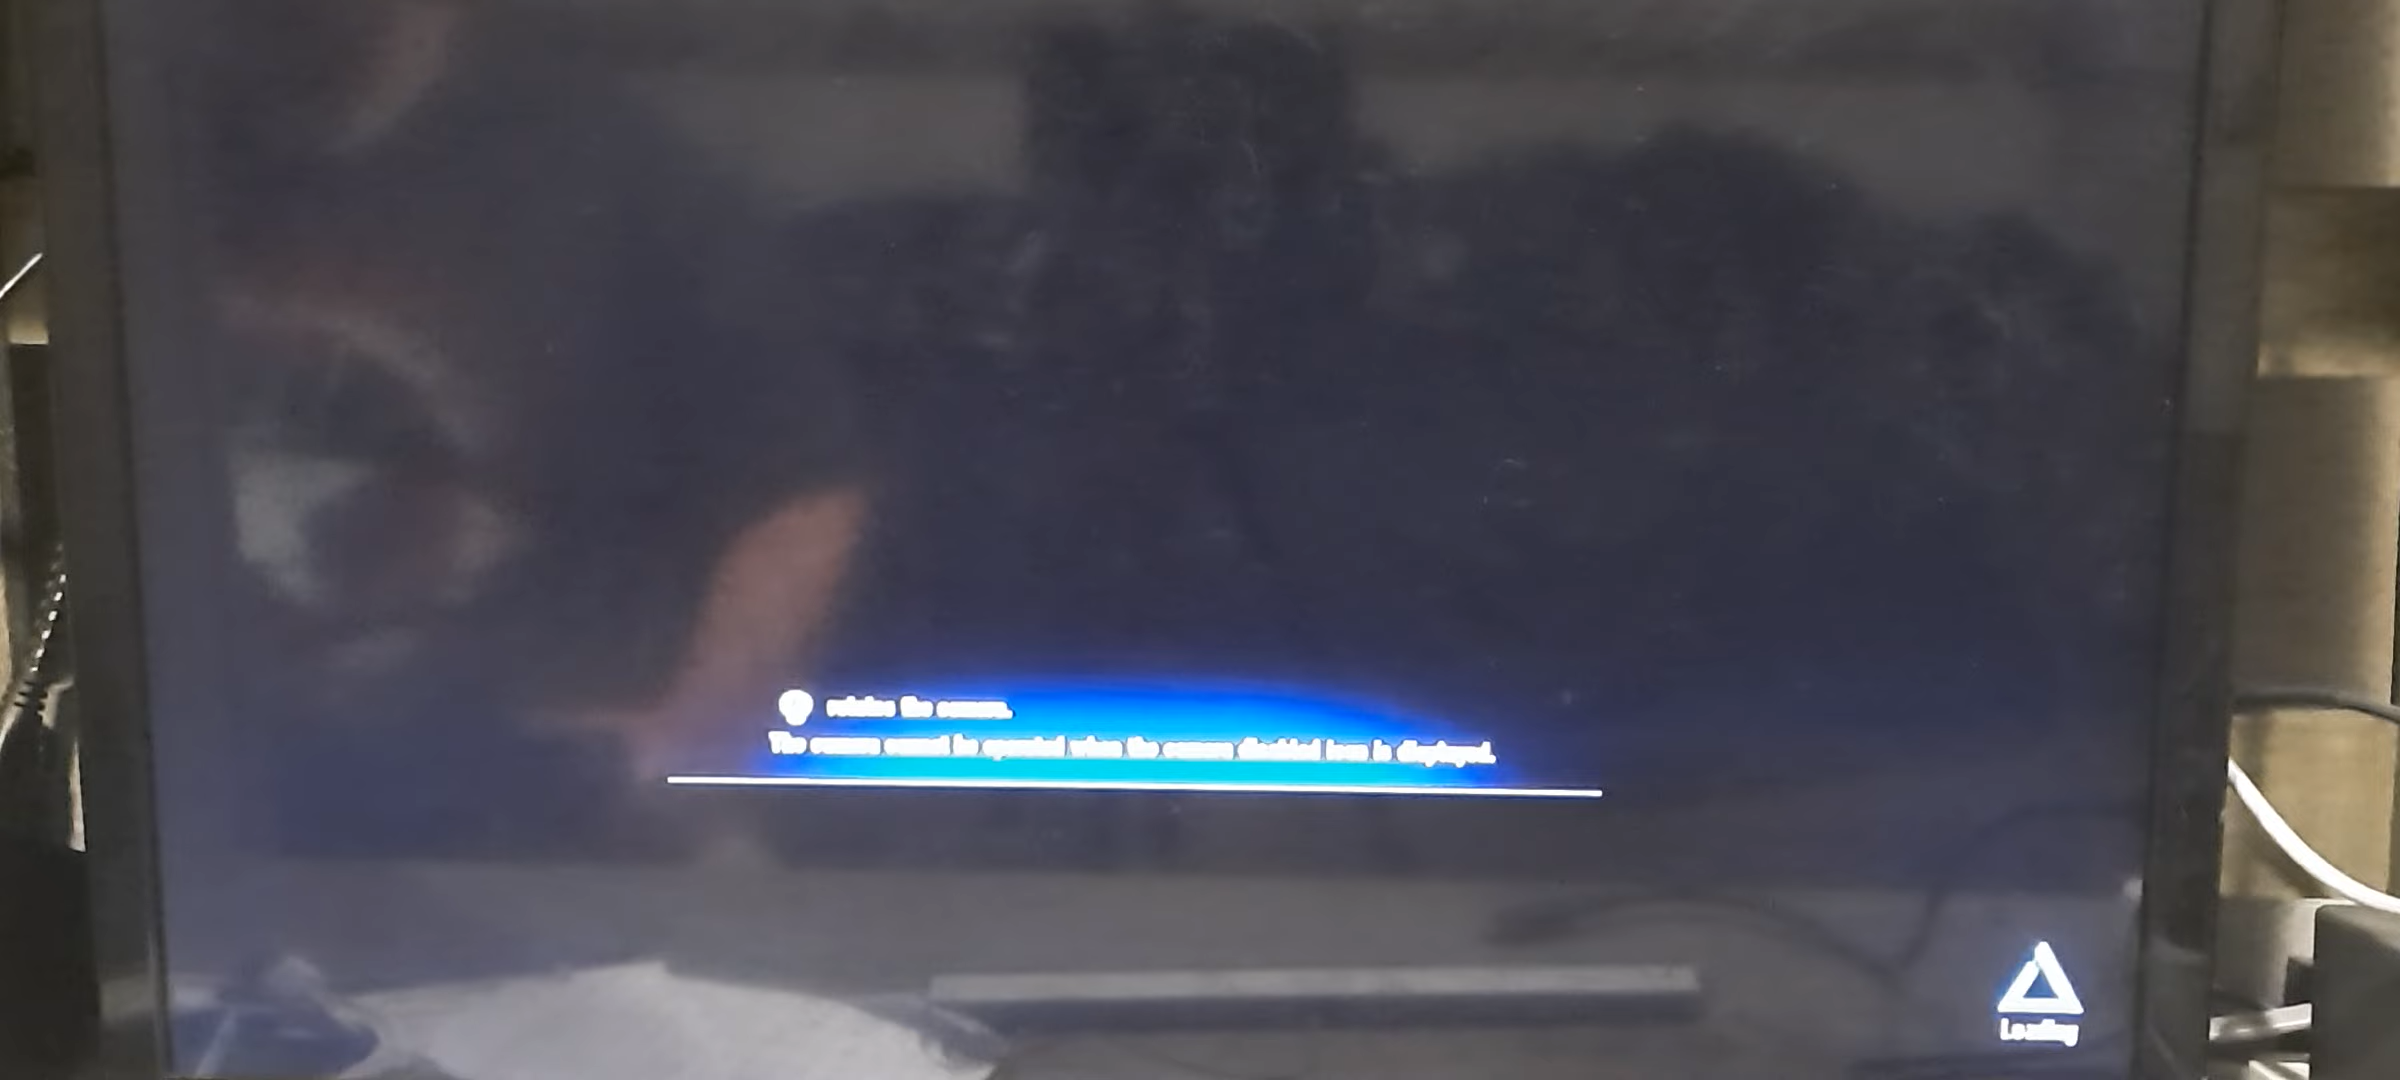 rotates the camera.
The camera cannot be operated when the camera disabled icon is displayed.
Loading